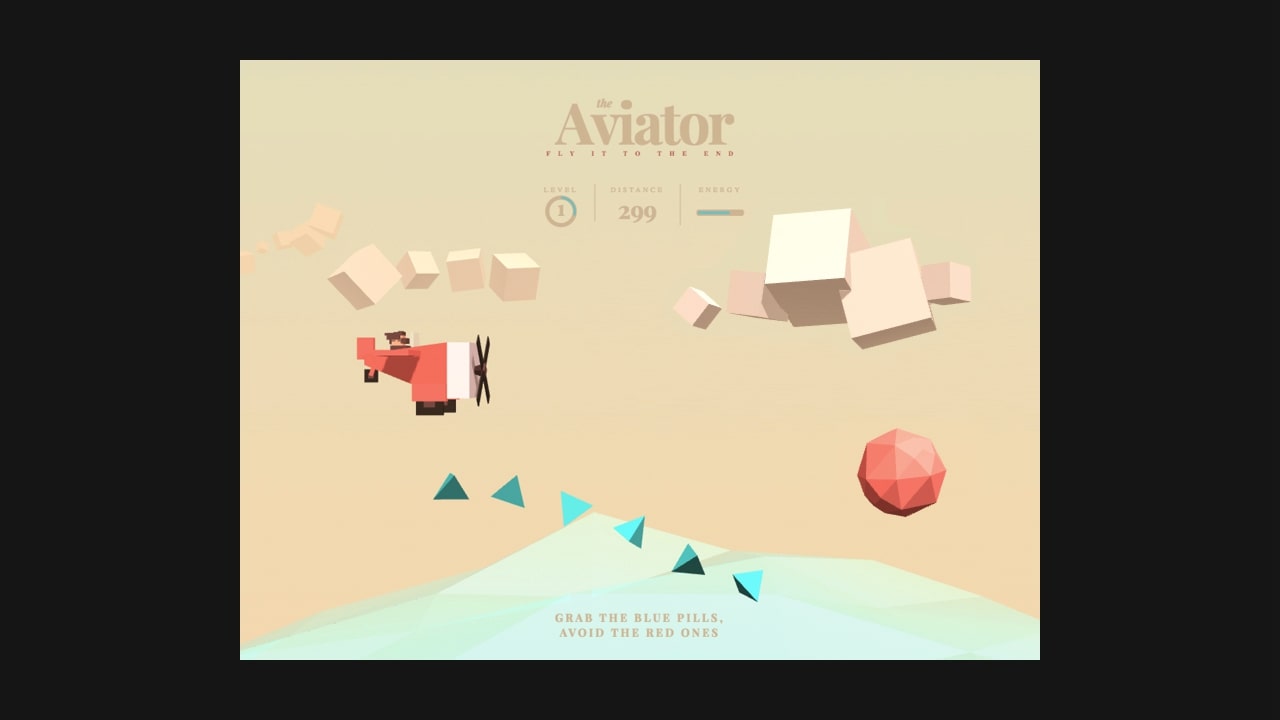 the
Aviator
FLY IT TO THE END
LEVEL DISTANCE ENERGY
1 299
GRAB THE BLUE PILLS,
AVOID THE RED ONES